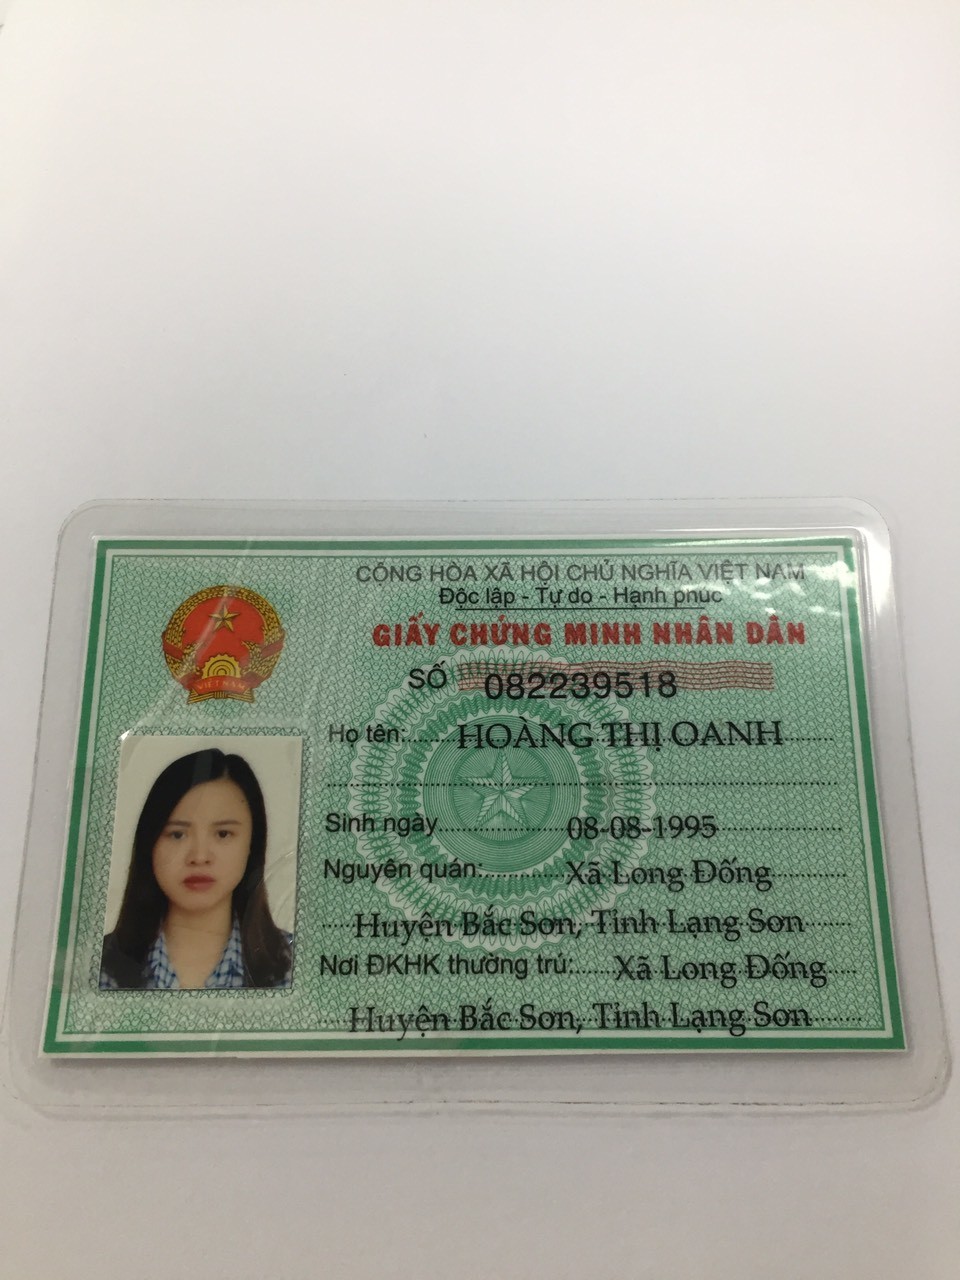 CỘNG HÒA XÃ HỘI CHỦ NGHĨA VIỆT NAM
Độc lập - Tự do - Hạnh phúc
GIẤY CHỨNG MINH NHÂN DÂN
SỐ 082239518
VIỆT NAM
Họ tên: HOÀNG THỊ OANH
Sinh ngày 08-08-1995
Nguyên quán: Xã Long Đống
Huyện Bắc Sơn, Tỉnh Lạng Sơn
Nơi ĐKHK thường trú: Xã Long Đống
Huyện Bắc Sơn, Tỉnh Lạng Sơn